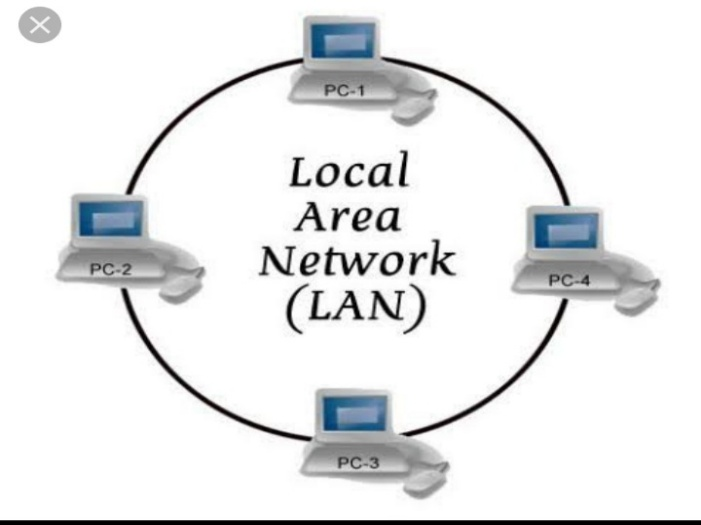 PC-1
Local
Area
Network
(LAN)
PC-2
PC-4
PC-3